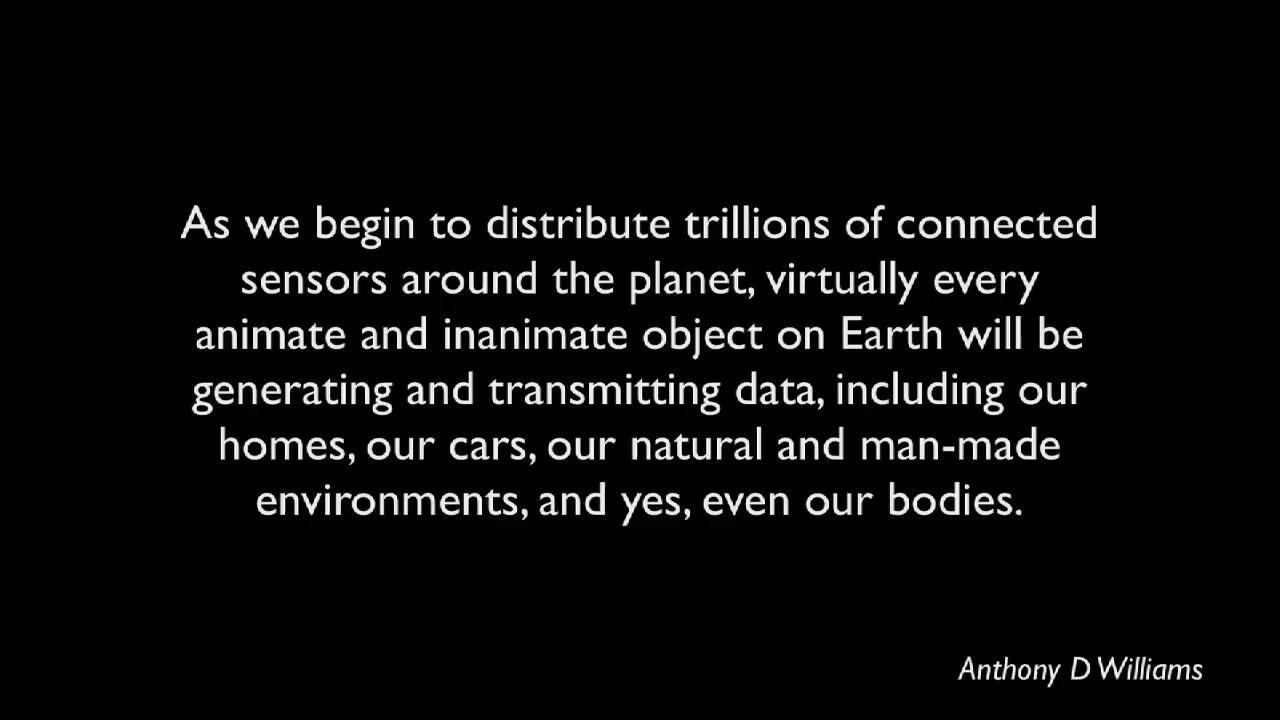 As we begin to distribute trillions of connected
sensors around the planet, virtually every
animate and inanimate object on Earth will be
generating and transmitting data, including our
homes, our cars, our natural and man-made
environments, and yes, even our bodies.
Anthony D Williams